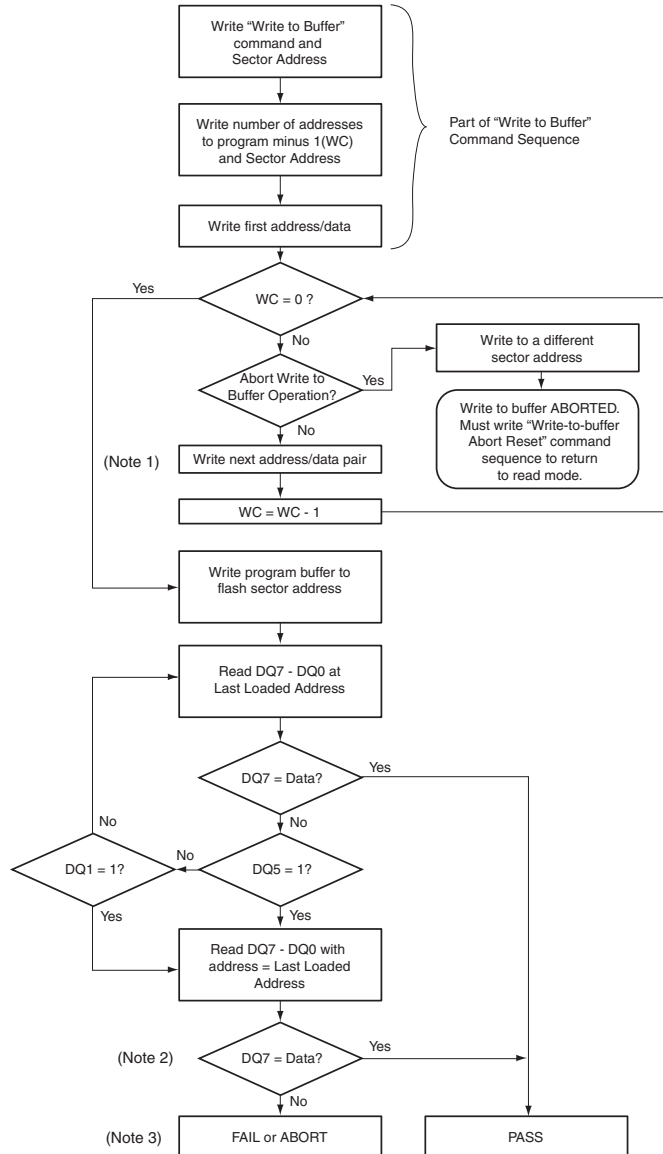 Write “Write to Buffer”
command and
Sector Address
Write number of addresses
to program minus 1(WC)
and Sector Address
Part of “Write to Buffer”
Command Sequence
Write first address/data
Yes
WC = 0 ?
No
Write to a different
sector address
Abort Write to
Buffer Operation?
Yes
No
Write to buffer ABORTED.
Must write “Write-to-buffer
Abort Reset” command
sequence to return
to read mode.
(Note 1)
Write next address/data pair
WC = WC - 1
Write program buffer to
flash sector address
Read DQ7 - DQ0 at
Last Loaded Address
DQ7 = Data?
Yes
No
No
DQ1 = 1?
No
DQ5 = 1?
Yes
Yes
Read DQ7 - DQ0 with
address = Last Loaded
Address
(Note 2)
DQ7 = Data?
Yes
No
(Note 3)
FAIL or ABORT
PASS